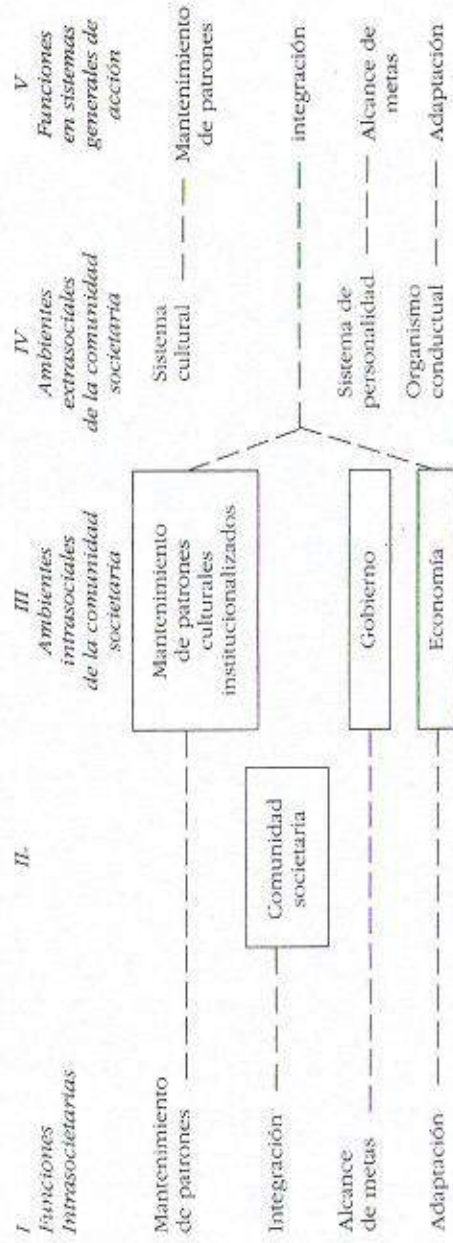 I
Funciones
Intrasocietarias
II.
III
Ambientes
intrasociales
de la comunidad
societaria
IV
Ambientes
extrasociales
de la comunidad
societaria
V
Funciones
en sistemas
generales de
acción
Mantenimiento
de patrones
Mantenimiento
de patrones
culturales
institucionalizados
Sistema
cultural
Mantenimiento
de patrones
Integración
Comunidad
societaria
integración
Alcance
de metas
Gobierno
Sistema de
personalidad
Alcance de
metas
Adaptación
Economía
Organismo
conductual
Adaptación